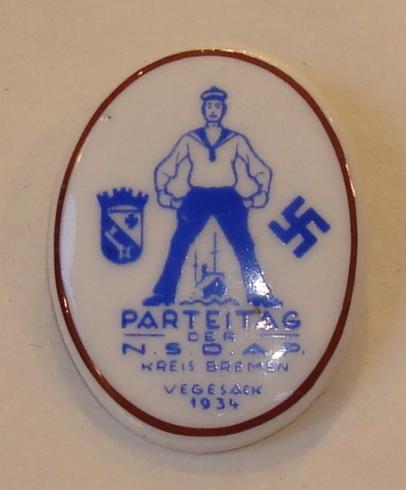 PARTEITAG
DER
N.S.D.A.P.
KREIS BREMEN
VEGESACK
1934